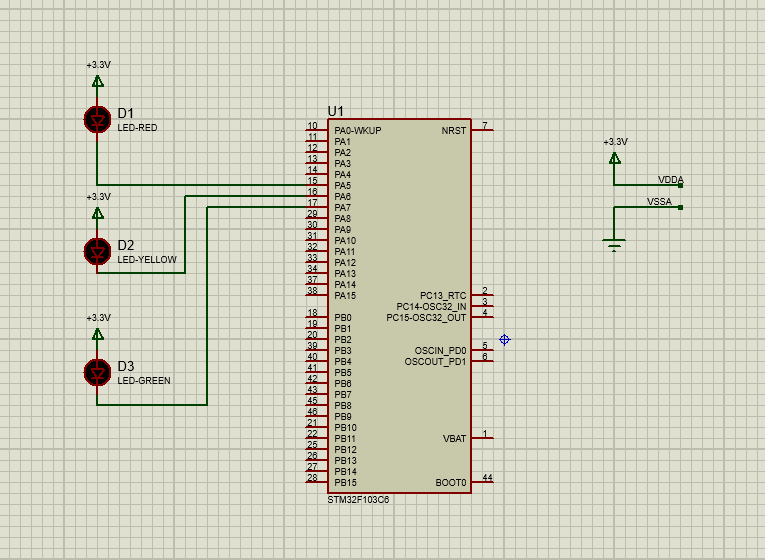 +3.3V
D1
LED-RED
+3.3V
D2
LED-YELLOW
+3.3V
D3
LED-GREEN
U1
10 PA0-WKUP NRST 7
11 PA1
12 PA2
13 PA3
14 PA4
15 PA5
16 PA6
17 PA7
29 PA8
30 PA9
31 PA10
32 PA11
33 PA12
34 PA13
37 PA14
38 PA15 PC13_RTC 2
PC14-OSC32_IN 3
18 PB0 PC15-OSC32_OUT 4
19 PB1
20 PB2
39 PB3 OSCIN_PD0 5
40 PB4 OSCOUT_PD1 6
41 PB5
42 PB6
43 PB7
45 PB8
46 PB9
21 PB10
22 PB11 VBAT 1
25 PB12
26 PB13
27 PB14
28 PB15 BOOT0 44
STM32F103C6
+3.3V
VDDA
VSSA